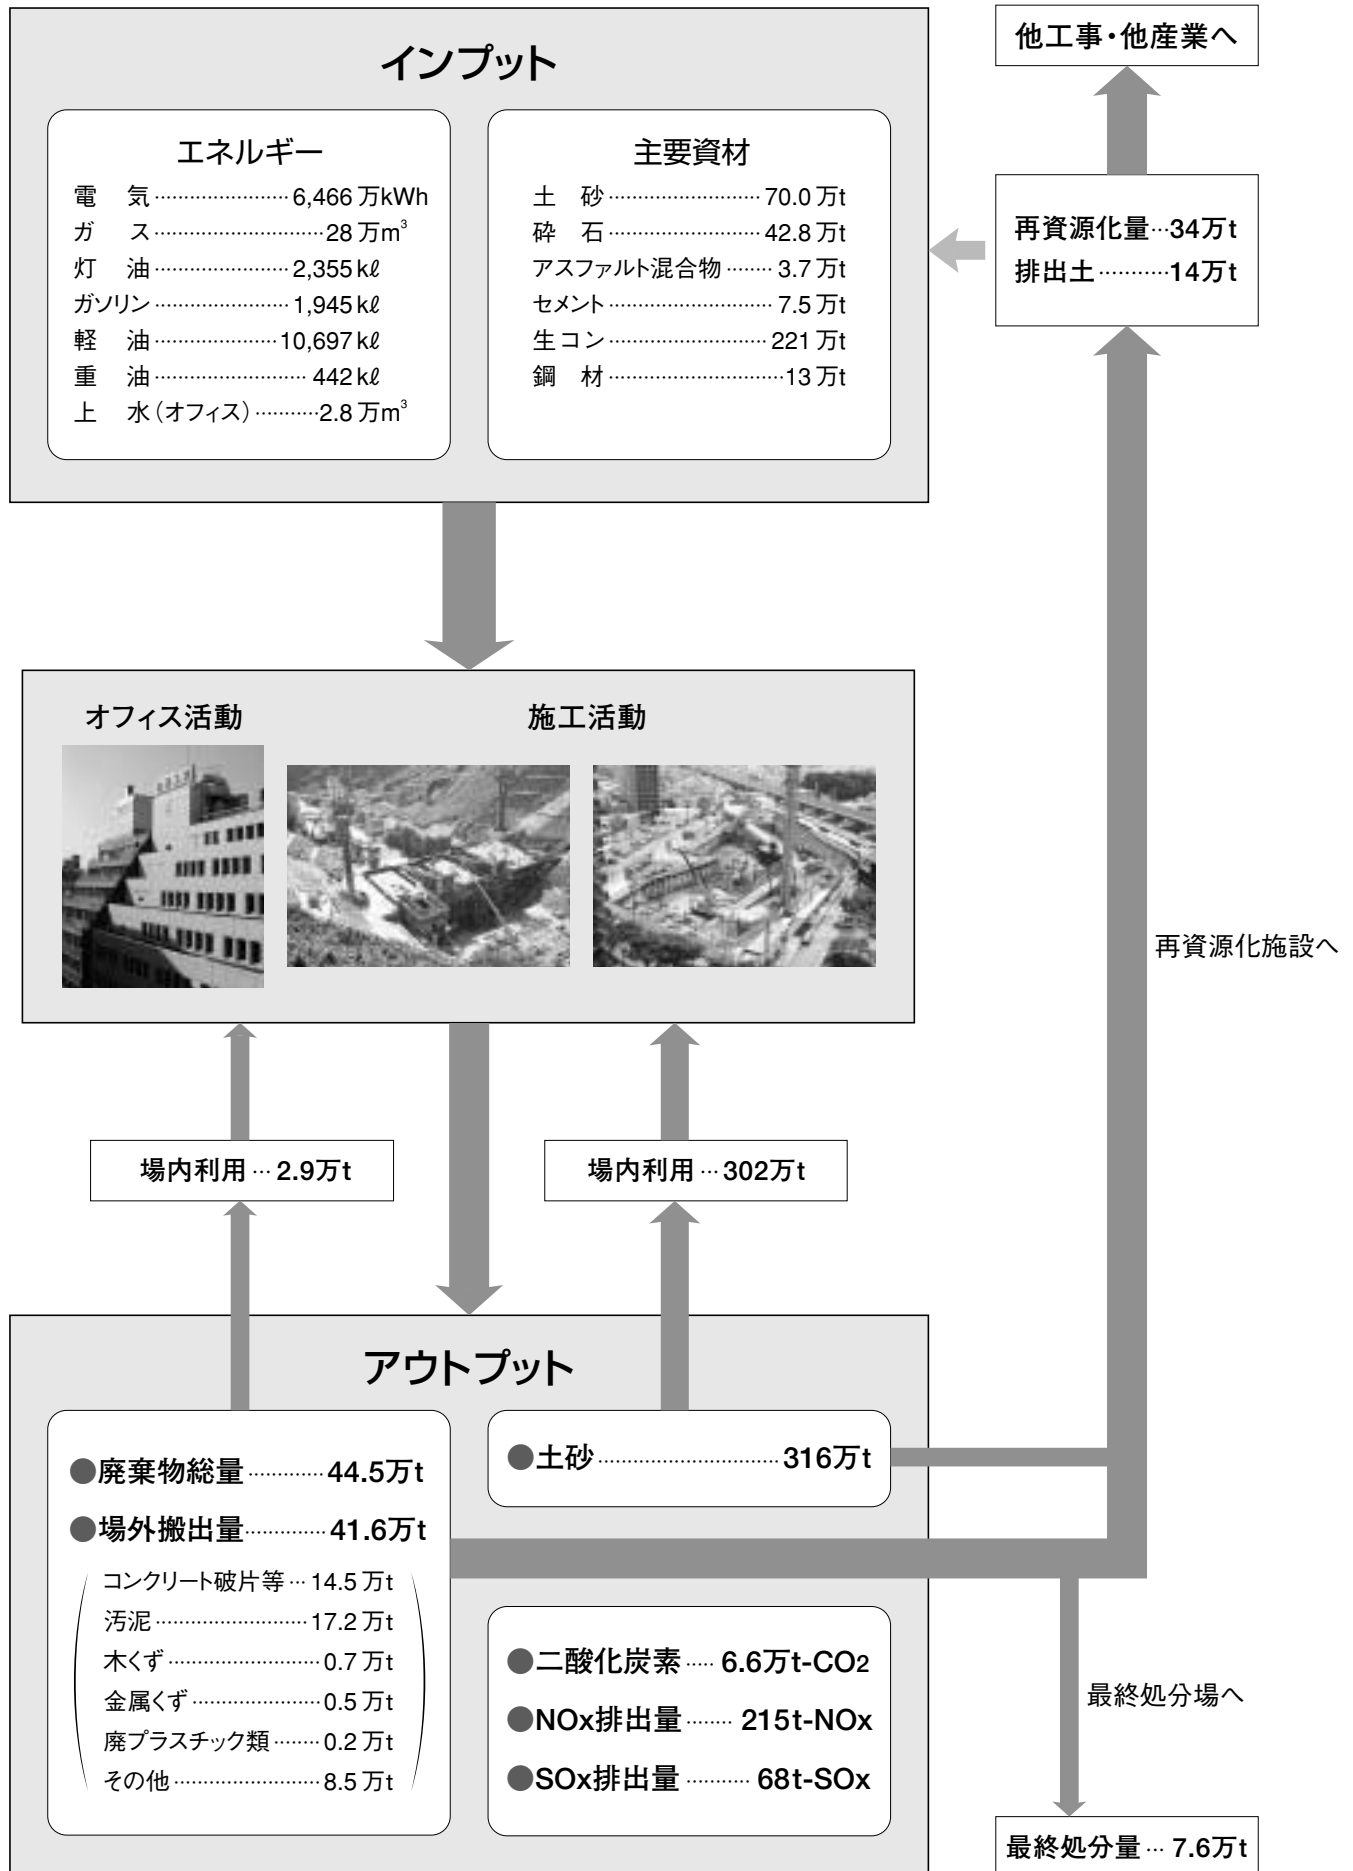 インプット
エネルギー
電　気 …………………… 6,466 万kWh
ガ　ス …………………… 28 万m³
灯　油 …………………… 2,355 kℓ
ガソリン …………………… 1,945 kℓ
軽　油 …………………… 10,697 kℓ
重　油 …………………… 442 kℓ
上　水（オフィス） ………… 2.8 万m³
主要資材
土　砂 …………………… 70.0 万t
砕　石 …………………… 42.8 万t
アスファルト混合物 ……… 3.7 万t
セメント …………………… 7.5 万t
生コン …………………… 221 万t
鋼　材 …………………… 13 万t
他工事・他産業へ
再資源化量 … 34万t
排出土 ………… 14万t
オフィス活動
施工活動
再資源化施設へ
場内利用 … 2.9万t
場内利用 … 302万t
アウトプット
●廃棄物総量 ………… 44.5万t
●場外搬出量 ………… 41.6万t
コンクリート破片等 … 14.5 万t
汚泥 …………………… 17.2 万t
木くず …………………… 0.7 万t
金属くず …………………… 0.5 万t
廃プラスチック類 ……… 0.2 万t
その他 …………………… 8.5 万t
●土砂 …………………… 316万t
●二酸化炭素 …… 6.6万t-CO2
●NOx排出量 ……… 215t-NOx
●SOx排出量 ……… 68t-SOx
最終処分場へ
最終処分量 … 7.6万t